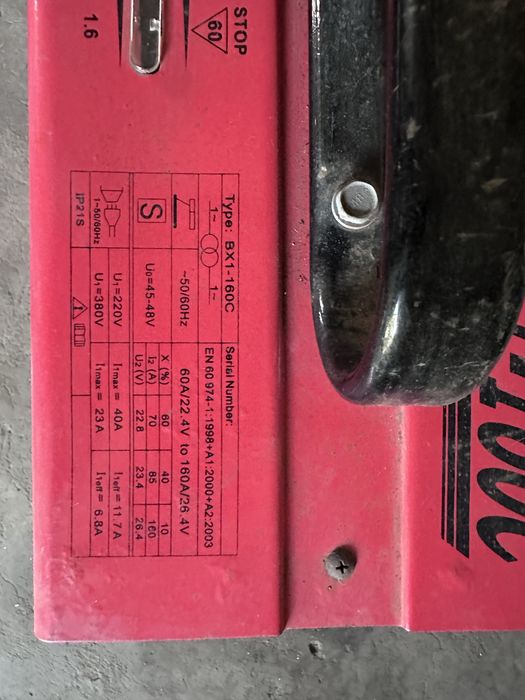 STOP
60
1.6
Type: BX1-160C Serial Number:
1~ 1~ EN 60 974-1:1998+A1:2000+A2:2003
~50/60Hz 60A/22.4V to 160A/26.4V
S U₀=45-48V X (%) 60 40 10
I₂ (A) 70 85 160
U₂ (V) 22.8 23.4 26.4
1~50/60Hz U₁=220V I₁max= 40A I₁eff=11.7A
U₁=380V I₁max= 23A I₁eff= 6.8A
IP21S